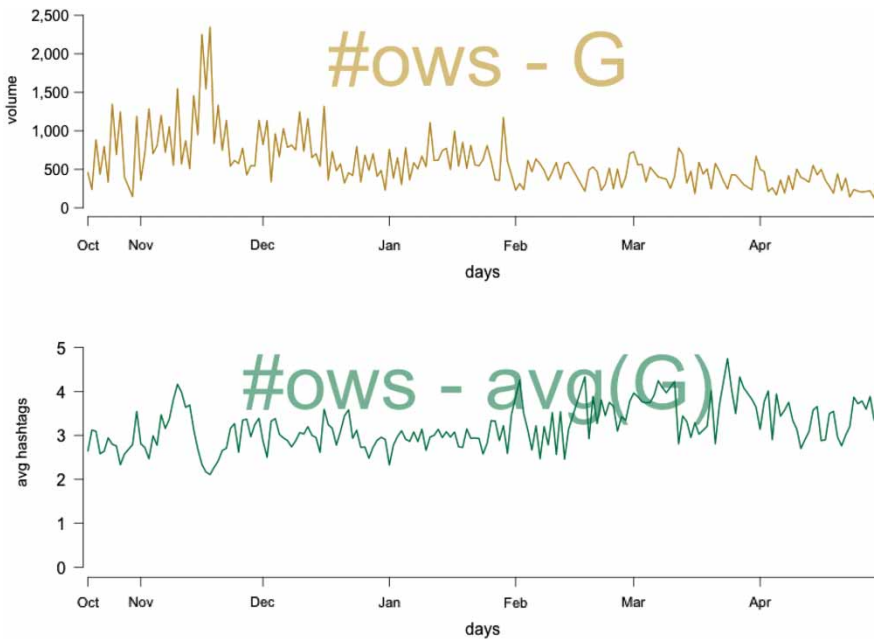 #ows - G
2,500
2,000
1,500
1,000
500
0
volume
Oct Nov Dec Jan Feb Mar Apr
days
#ows - avg(G)
5
4
3
2
1
0
avg hashtags
Oct Nov Dec Jan Feb Mar Apr
days